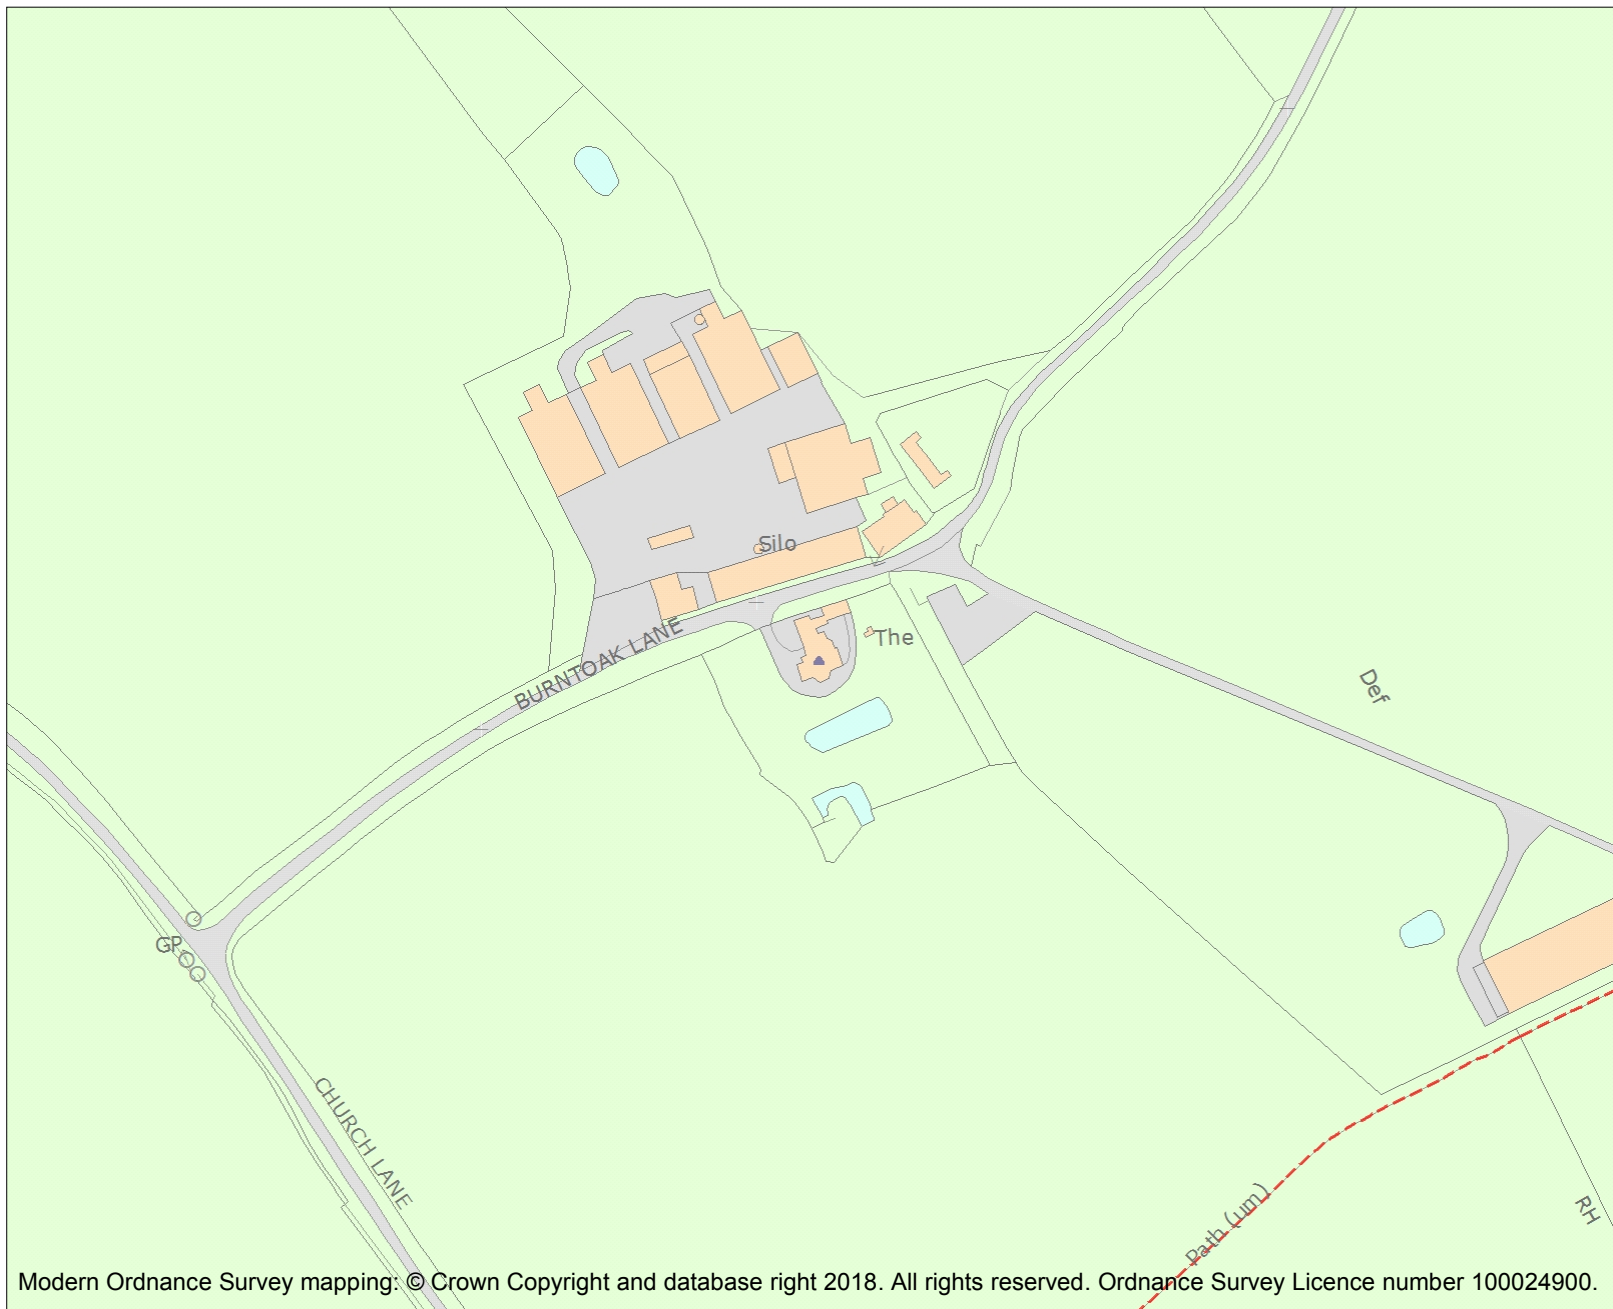 Silo
The
BURNTOAK LANE
Def
GP
CHURCH LANE
Path (um)
RH
Modern Ordnance Survey mapping: © Crown Copyright and database right 2018. All rights reserved. Ordnance Survey Licence number 100024900.